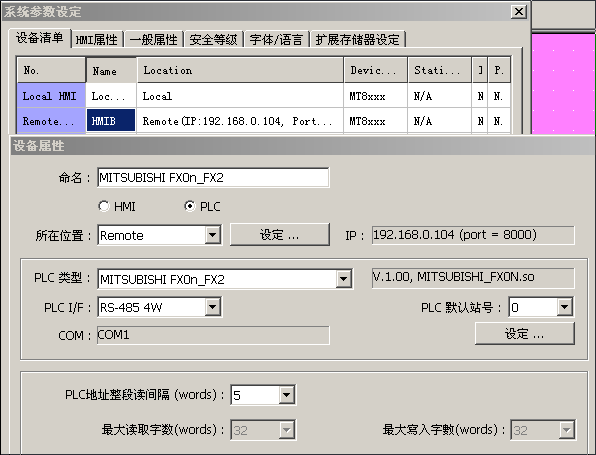 系统参数设定
设备清单 HMI属性 一般属性 安全等级 字体/语言 扩展存储器设定
No. Name Location Devic... Stati... I P.
Local HMI Loc... Local MT8xxx N/A N N.
Remote... HMIB Remote(IP:192.168.0.104, Port... MT8xxx N/A N N.
设备属性
命名： MITSUBISHI FX0n_FX2
HMI PLC
所在位置： Remote 设定 ... IP： 192.168.0.104 (port = 8000)
PLC 类型： MITSUBISHI FX0n_FX2 V.1.00, MITSUBISHI_FX0N.so
PLC I/F： RS-485 4W PLC 默认站号： 0
COM： COM1 设定 ...
PLC地址整段读间隔 (words)： 5
最大读取字数(words)： 32 最大写入字数(words)： 32